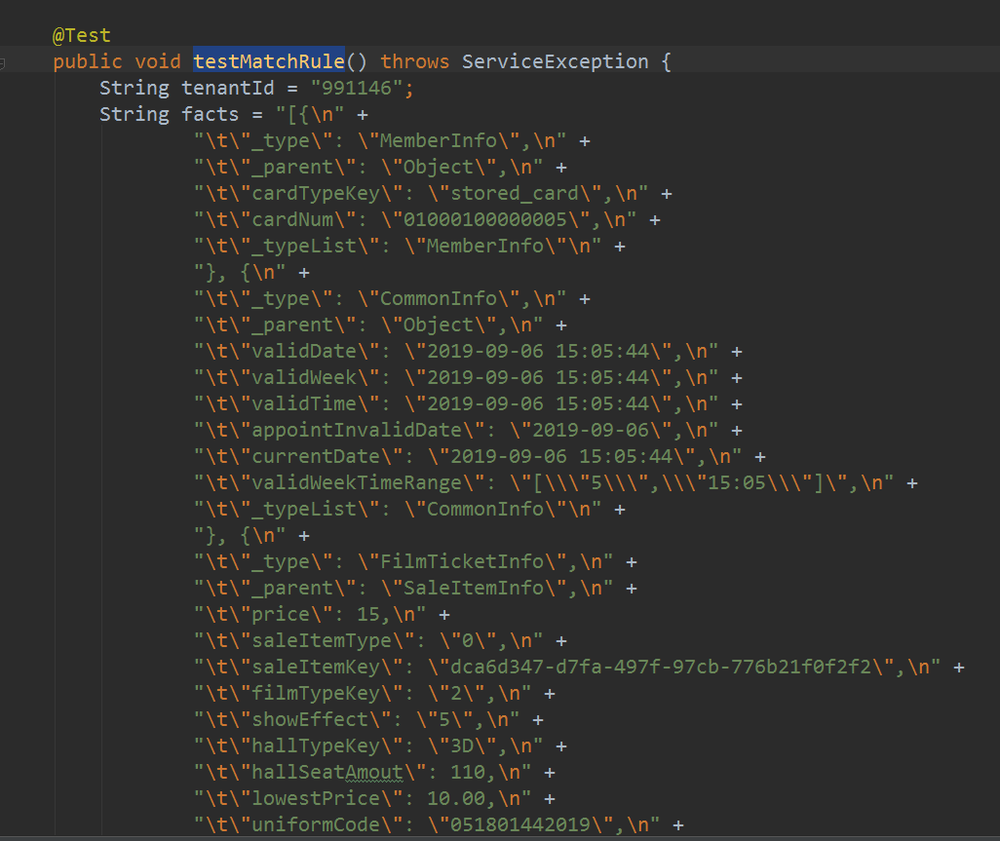 @Test
public void testMatchRule() throws ServiceException {
String tenantId = "991146";
String facts = "[{\n" +
"\t\"_type\": \"MemberInfo\",\n" +
"\t\"_parent\": \"Object\",\n" +
"\t\"cardTypeKey\": \"stored_card\",\n" +
"\t\"cardNum\": \"01000100000005\",\n" +
"\t\"_typeList\": \"MemberInfo\"\n" +
"}, {\n" +
"\t\"_type\": \"CommonInfo\",\n" +
"\t\"_parent\": \"Object\",\n" +
"\t\"validDate\": \"2019-09-06 15:05:44\",\n" +
"\t\"validWeek\": \"2019-09-06 15:05:44\",\n" +
"\t\"validTime\": \"2019-09-06 15:05:44\",\n" +
"\t\"appointInvalidDate\": \"2019-09-06\",\n" +
"\t\"currentDate\": \"2019-09-06 15:05:44\",\n" +
"\t\"validWeekTimeRange\": \"[\\\"5\\\",\\\"15:05\\\"]\",\n" +
"\t\"_typeList\": \"CommonInfo\"\n" +
"}, {\n" +
"\t\"_type\": \"FilmTicketInfo\",\n" +
"\t\"_parent\": \"SaleItemInfo\",\n" +
"\t\"price\": 15,\n" +
"\t\"saleItemType\": \"0\",\n" +
"\t\"saleItemKey\": \"dca6d347-d7fa-497f-97cb-776b21f0f2f2\",\n" +
"\t\"filmTypeKey\": \"2\",\n" +
"\t\"showEffect\": \"5\",\n" +
"\t\"hallTypeKey\": \"3D\",\n" +
"\t\"hallSeatAmout\": 110,\n" +
"\t\"lowestPrice\": 10.00,\n" +
"\t\"uniformCode\": \"051801442019\",\n" +